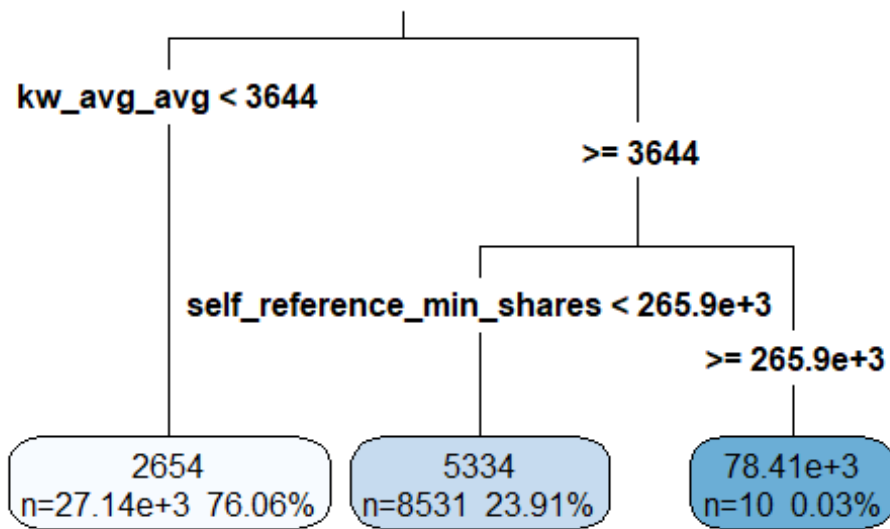 kw_avg_avg < 3644
>= 3644
self_reference_min_shares < 265.9e+3
>= 265.9e+3
2654
n=27.14e+3 76.06%
5334
n=8531 23.91%
78.41e+3
n=10 0.03%